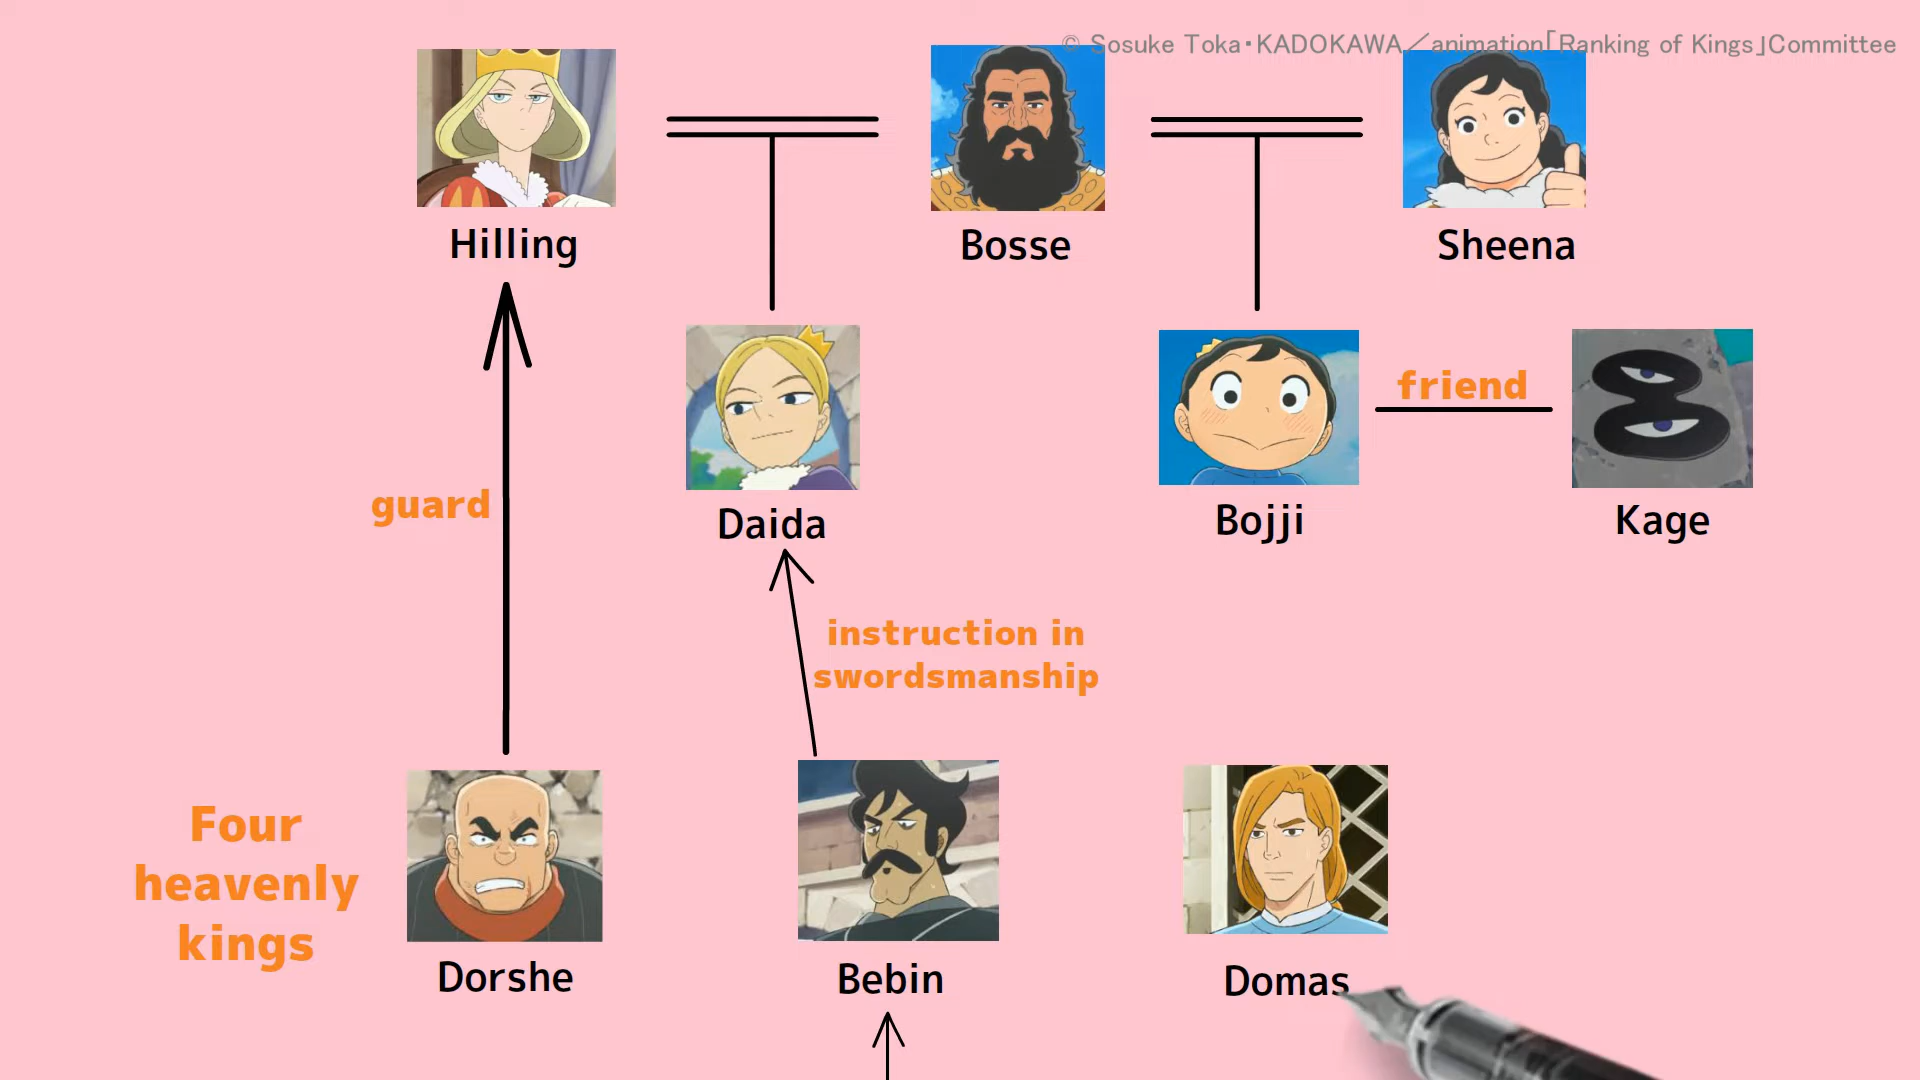 © Sosuke Toka・KADOKAWA／animation「Ranking of Kings」Committee
Hilling
Bosse
Sheena
friend
guard
Daida
Bojji
Kage
instruction in
swordsmanship
Four
heavenly
kings
Dorshe
Bebin
Domas